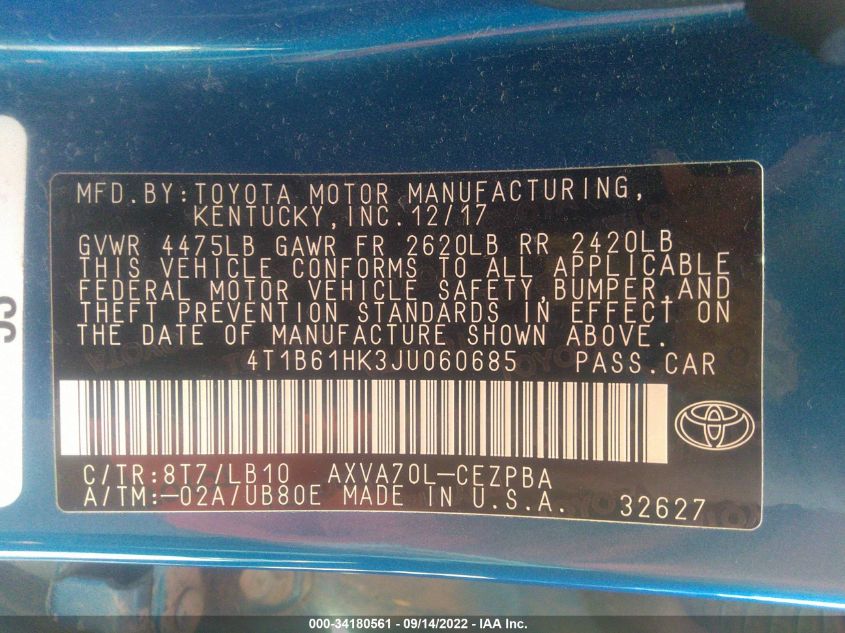 MFD.BY:TOYOTA MOTOR MANUFACTURING,
KENTUCKY,INC.12/17
GVWR 4475LB GAWR FR 2620LB RR 2420LB
THIS VEHICLE CONFORMS TO ALL APPLICABLE
FEDERAL MOTOR VEHICLE SAFETY,BUMPER,AND
THEFT PREVENTION STANDARDS IN EFFECT ON
THE DATE OF MANUFACTURE SHOWN ABOVE.
4T1B61HK3JU060685 PASS.CAR
C/TR:8T7/LB10 AXVA70L-CEZPBA
A/TM:-02A/UB80E MADE IN U.S.A. 32627
000-34180561 - 09/14/2022 - IAA Inc.